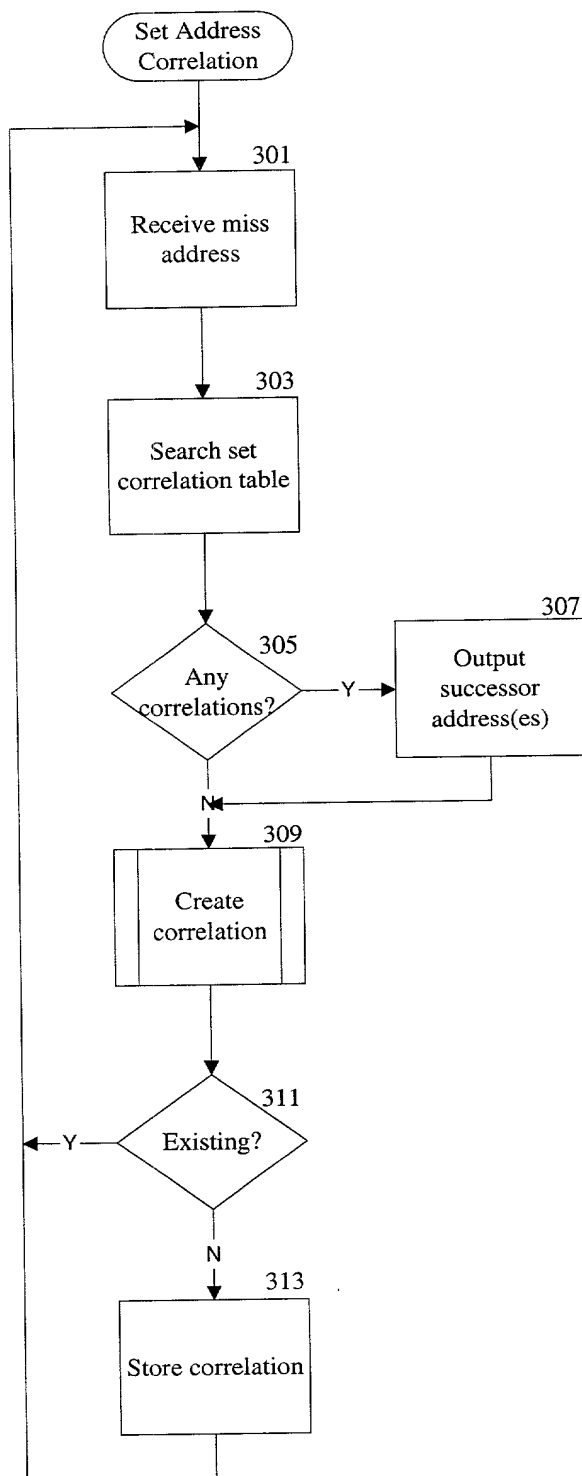 Set Address
Correlation
301
Receive miss
address
303
Search set
correlation table
305
Any
correlations?
Y
307
Output
successor
address(es)
N
309
Create
correlation
311
Existing?
Y
N
313
Store correlation